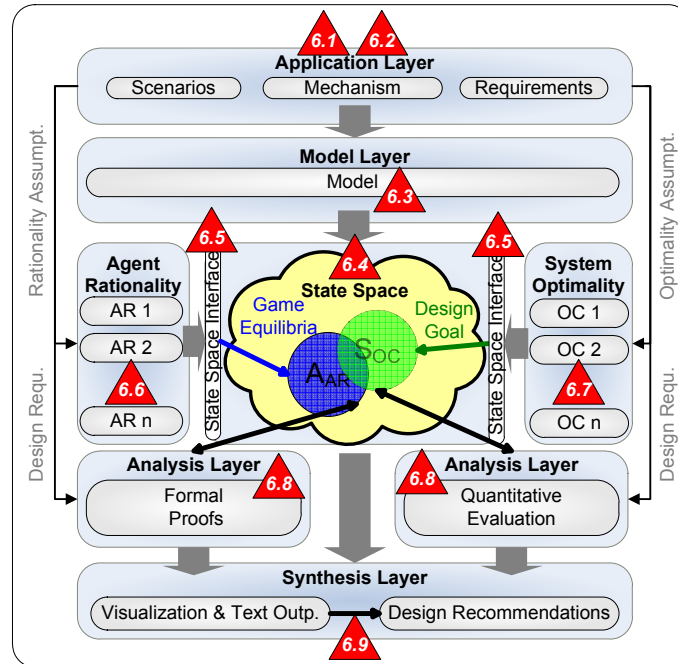 6.1
6.2
Application Layer
Scenarios
Mechanism
Requirements
Rationality Assumpt.
Optimality Assumpt.
Model Layer
Model
6.3
6.5
6.4
6.5
Agent
Rationality
AR 1
AR 2
6.6
AR n
State Space Interface
State Space
Game
Equilibria
Design
Goal
AAR
SOC
State Space Interface
System
Optimality
OC 1
OC 2
6.7
OC n
Design Requ.
Design Requ.
Analysis Layer
6.8
Formal
Proofs
Analysis Layer
6.8
Quantitative
Evaluation
Synthesis Layer
Visualization & Text Outp.
Design Recommendations
6.9